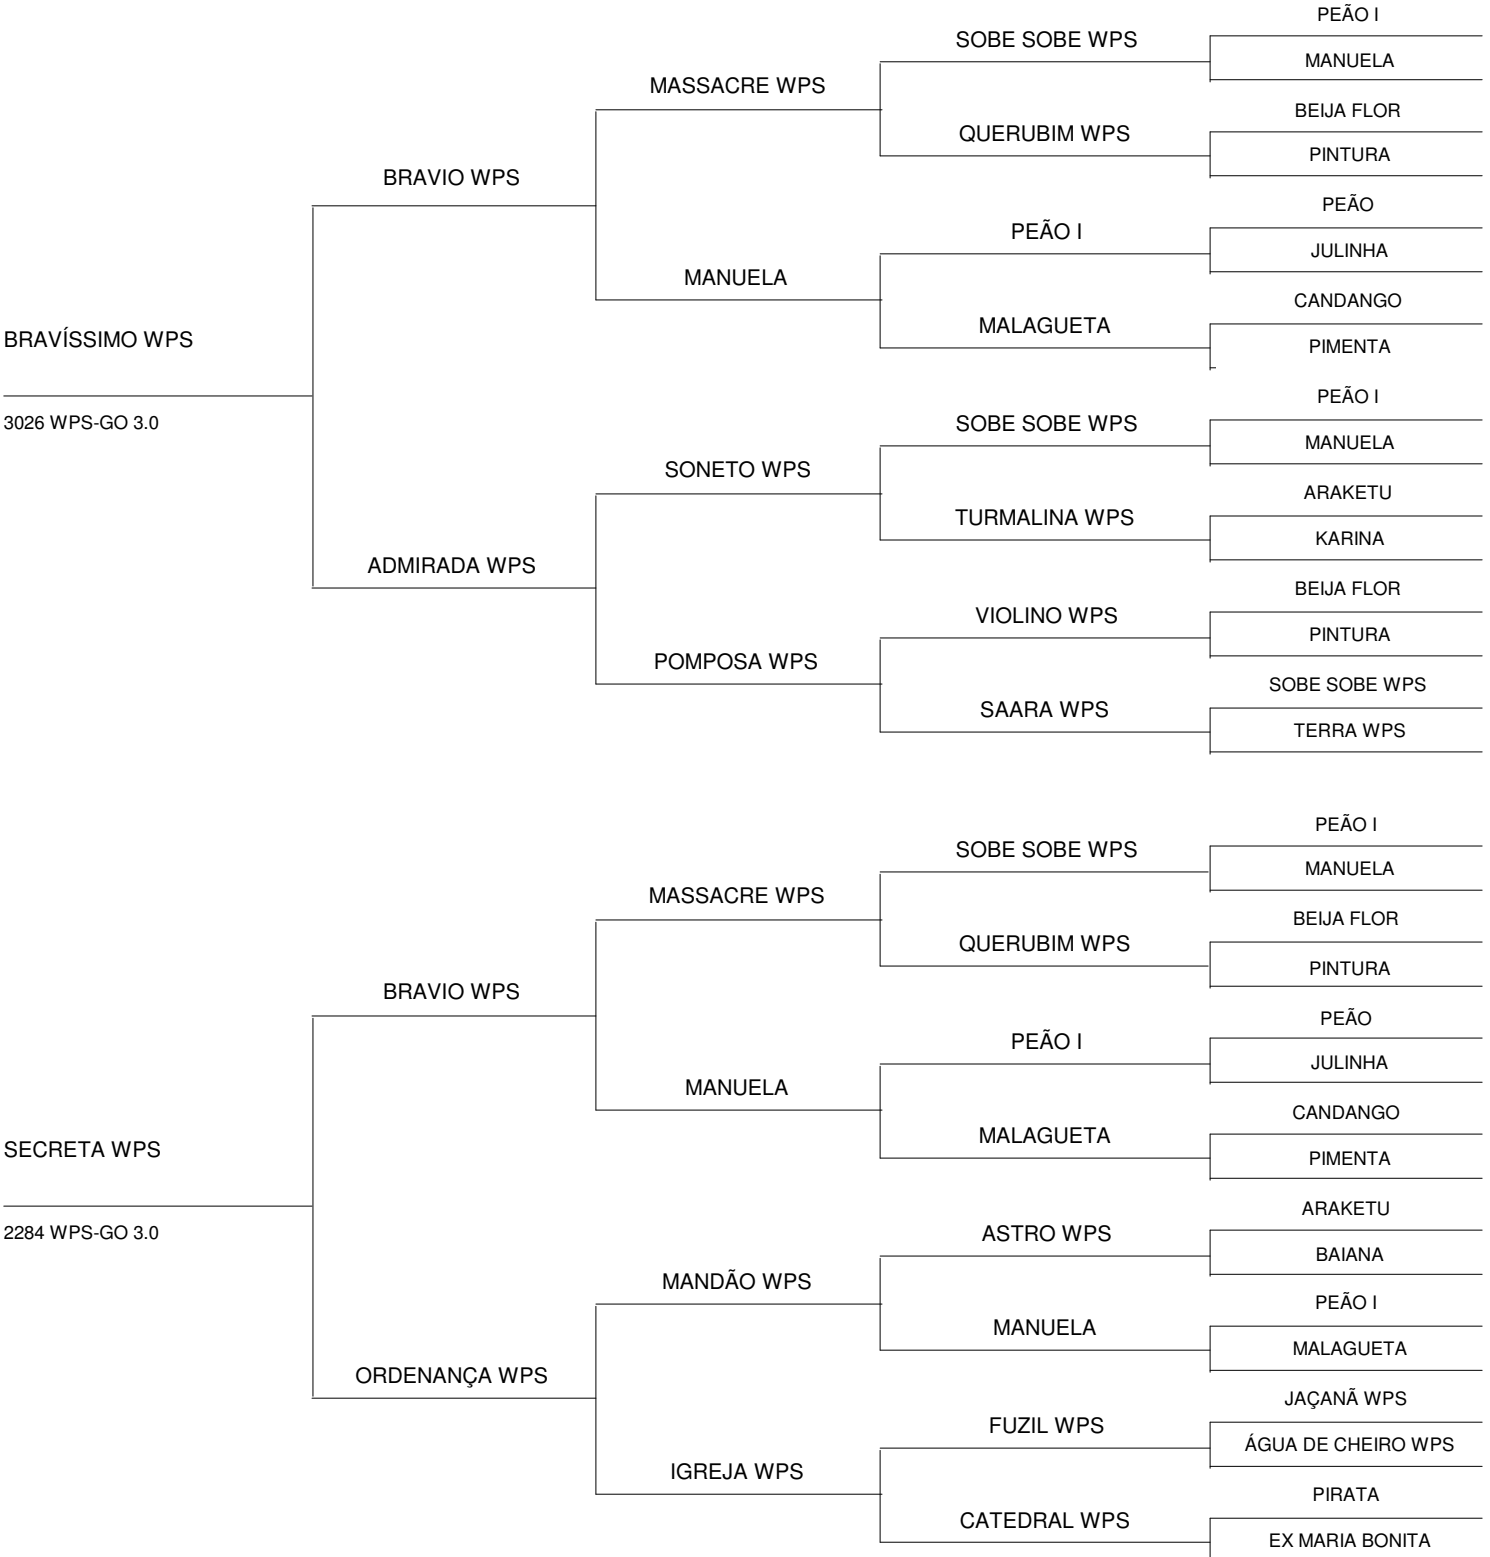 PEÃO I
SOBE SOBE WPS
MANUELA
MASSACRE WPS
BEIJA FLOR
QUERUBIM WPS
PINTURA
BRAVIO WPS
PEÃO
PEÃO I
JULINHA
MANUELA
CANDANGO
MALAGUETA
BRAVÍSSIMO WPS
PIMENTA
PEÃO I
3026 WPS-GO 3.0
SOBE SOBE WPS
MANUELA
SONETO WPS
ARAKETU
TURMALINA WPS
KARINA
ADMIRADA WPS
BEIJA FLOR
VIOLINO WPS
PINTURA
POMPOSA WPS
SOBE SOBE WPS
SAARA WPS
TERRA WPS
PEÃO I
SOBE SOBE WPS
MANUELA
MASSACRE WPS
BEIJA FLOR
QUERUBIM WPS
PINTURA
BRAVIO WPS
PEÃO
PEÃO I
JULINHA
MANUELA
CANDANGO
MALAGUETA
SECRETA WPS
PIMENTA
ARAKETU
2284 WPS-GO 3.0
ASTRO WPS
BAIANA
MANDÃO WPS
PEÃO I
MANUELA
MALAGUETA
ORDENANÇA WPS
JAÇANÃ WPS
FUZIL WPS
ÁGUA DE CHEIRO WPS
IGREJA WPS
PIRATA
CATEDRAL WPS
EX MARIA BONITA